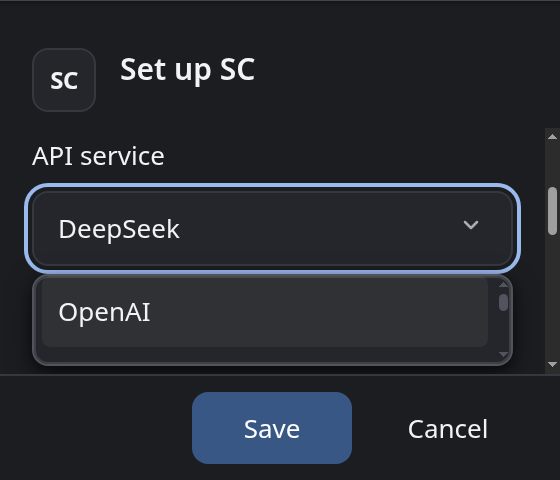 SC
Set up SC
API service
DeepSeek
OpenAI
Save
Cancel